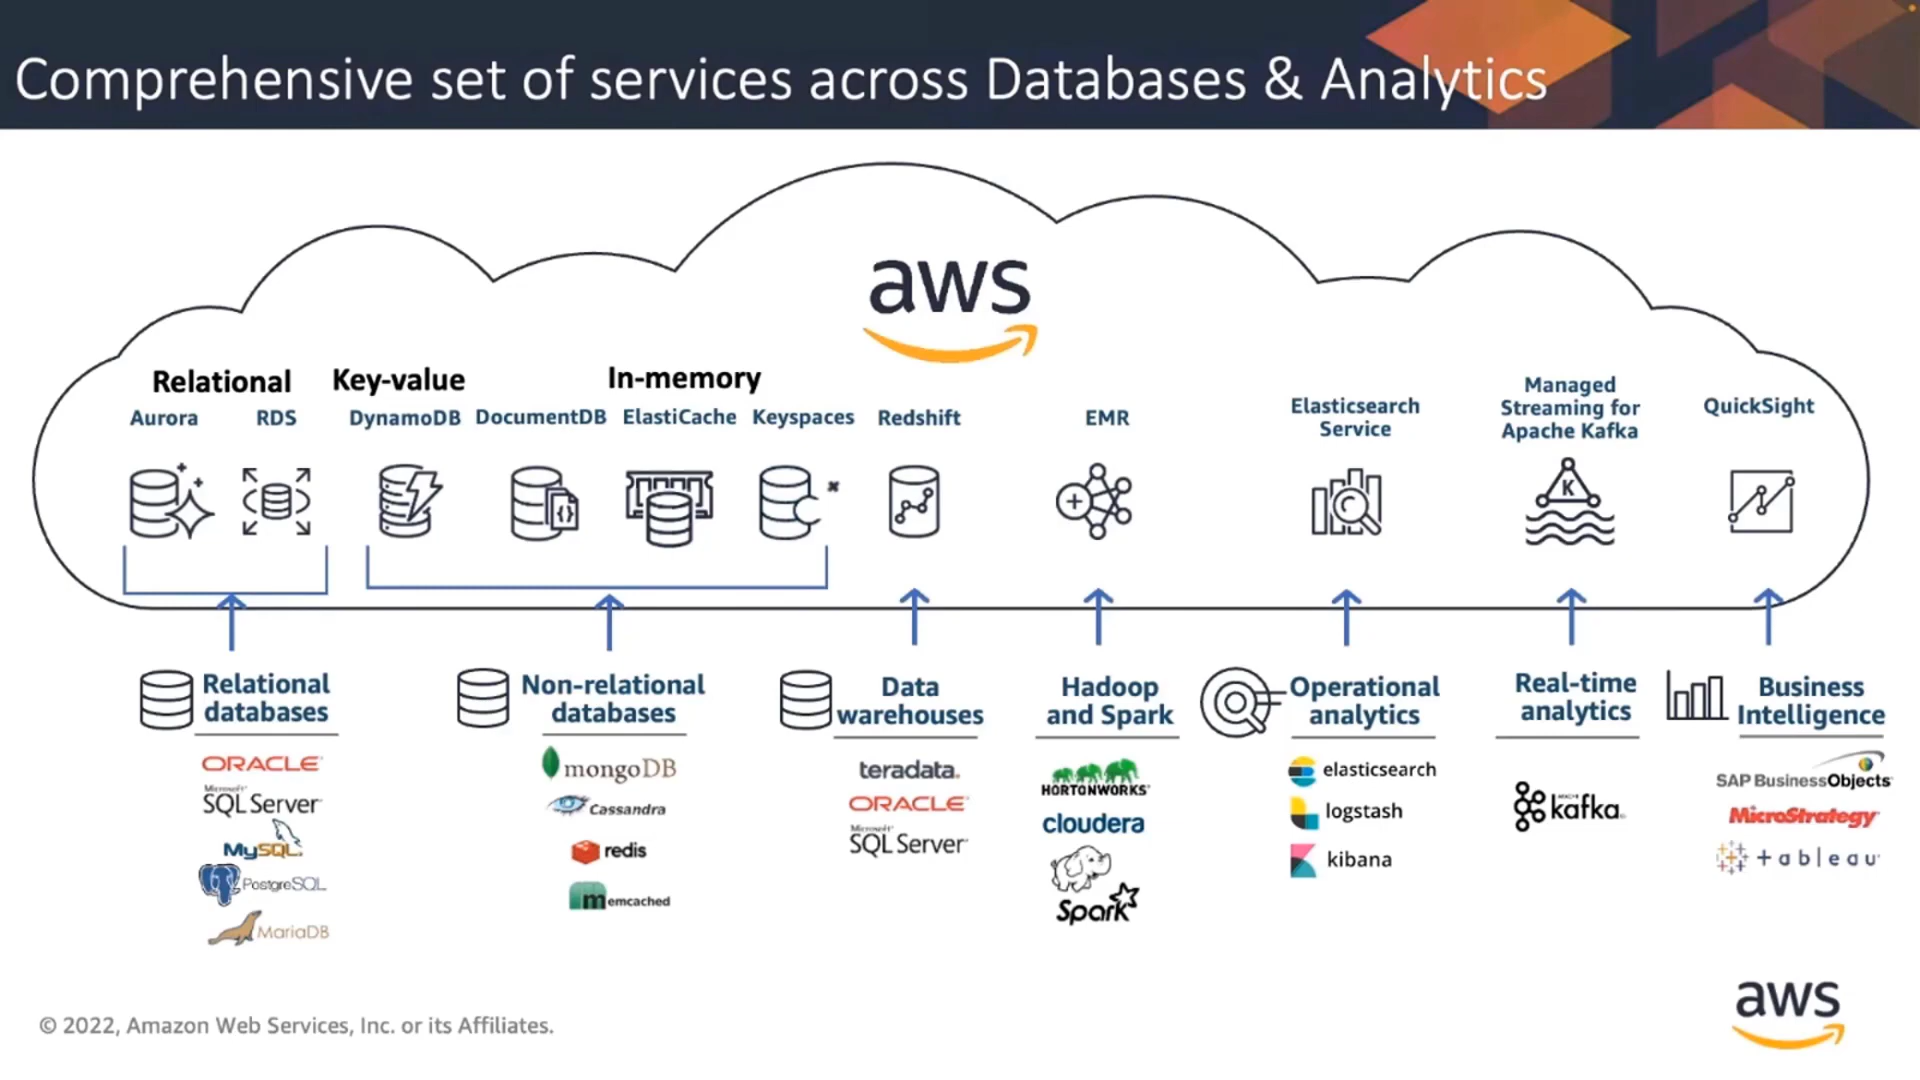 Comprehensive set of services across Databases & Analytics
aws
Relational
Key-value
In-memory
Aurora
RDS
DynamoDB
DocumentDB
ElastiCache
Keyspaces
Redshift
EMR
Elasticsearch
Service
Managed
Streaming for
Apache Kafka
QuickSight
K
Relational
databases
ORACLE
Microsoft
SQL Server
MySQL
PostgreSQL
MariaDB
Non-relational
databases
mongoDB
Cassandra
redis
memcached
Data
warehouses
teradata.
ORACLE
Microsoft
SQL Server
Hadoop
and Spark
HORTONWORKS
cloudera
Spark
Operational
analytics
elasticsearch
logstash
kibana
Real-time
analytics
APACHE
kafka
Business
Intelligence
SAP BusinessObjects
MicroStrategy
+ableau
© 2022, Amazon Web Services, Inc. or its Affiliates.
aws